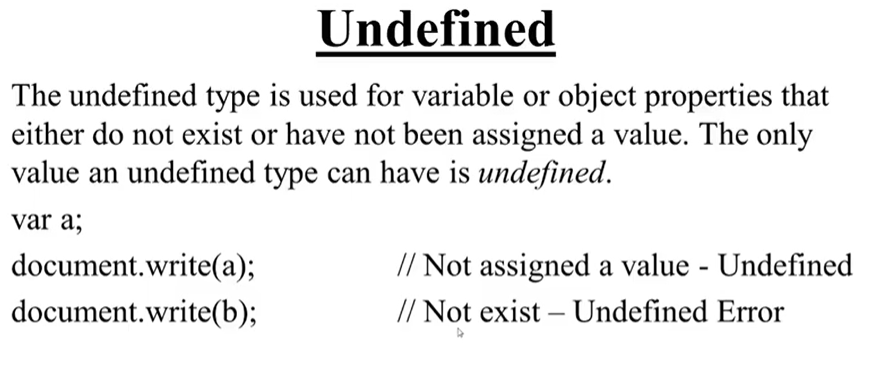 Undefined
The undefined type is used for variable or object properties that
either do not exist or have not been assigned a value. The only
value an undefined type can have is undefined.
var a;
document.write(a); // Not assigned a value - Undefined
document.write(b); // Not exist – Undefined Error